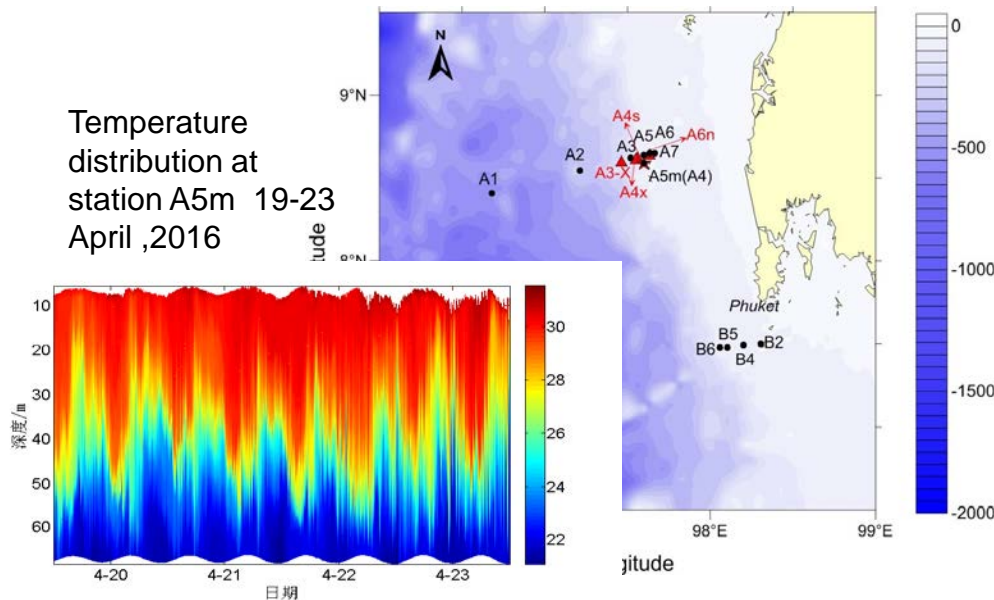 Temperature
distribution at
station A5m 19-23
April ,2016
N
9°N
8°N
itude
A1
A2
A3
A4s
A5
A6
A6n
A7
A3-X
A5m(A4)
A4x
Phuket
B6
B5
B4
B2
98°E
99°E
gitude
0
-500
-1000
-1500
-2000
10
20
30
40
50
60
深度/m
4-20
4-21
4-22
4-23
日期
30
28
26
24
22